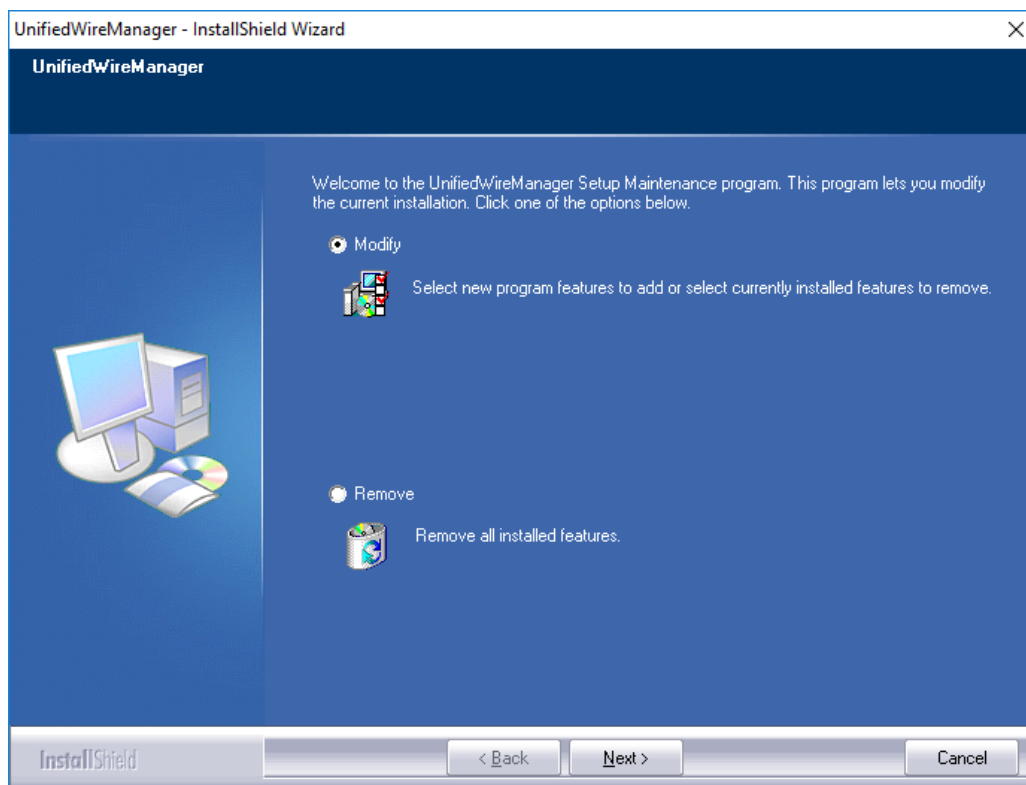 UnifiedWireManager - InstallShield Wizard
UnifiedWireManager
Welcome to the UnifiedWireManager Setup Maintenance program. This program lets you modify
the current installation. Click one of the options below.
Modify
Select new program features to add or select currently installed features to remove.
Remove
Remove all installed features.
InstallShield
< Back
Next >
Cancel